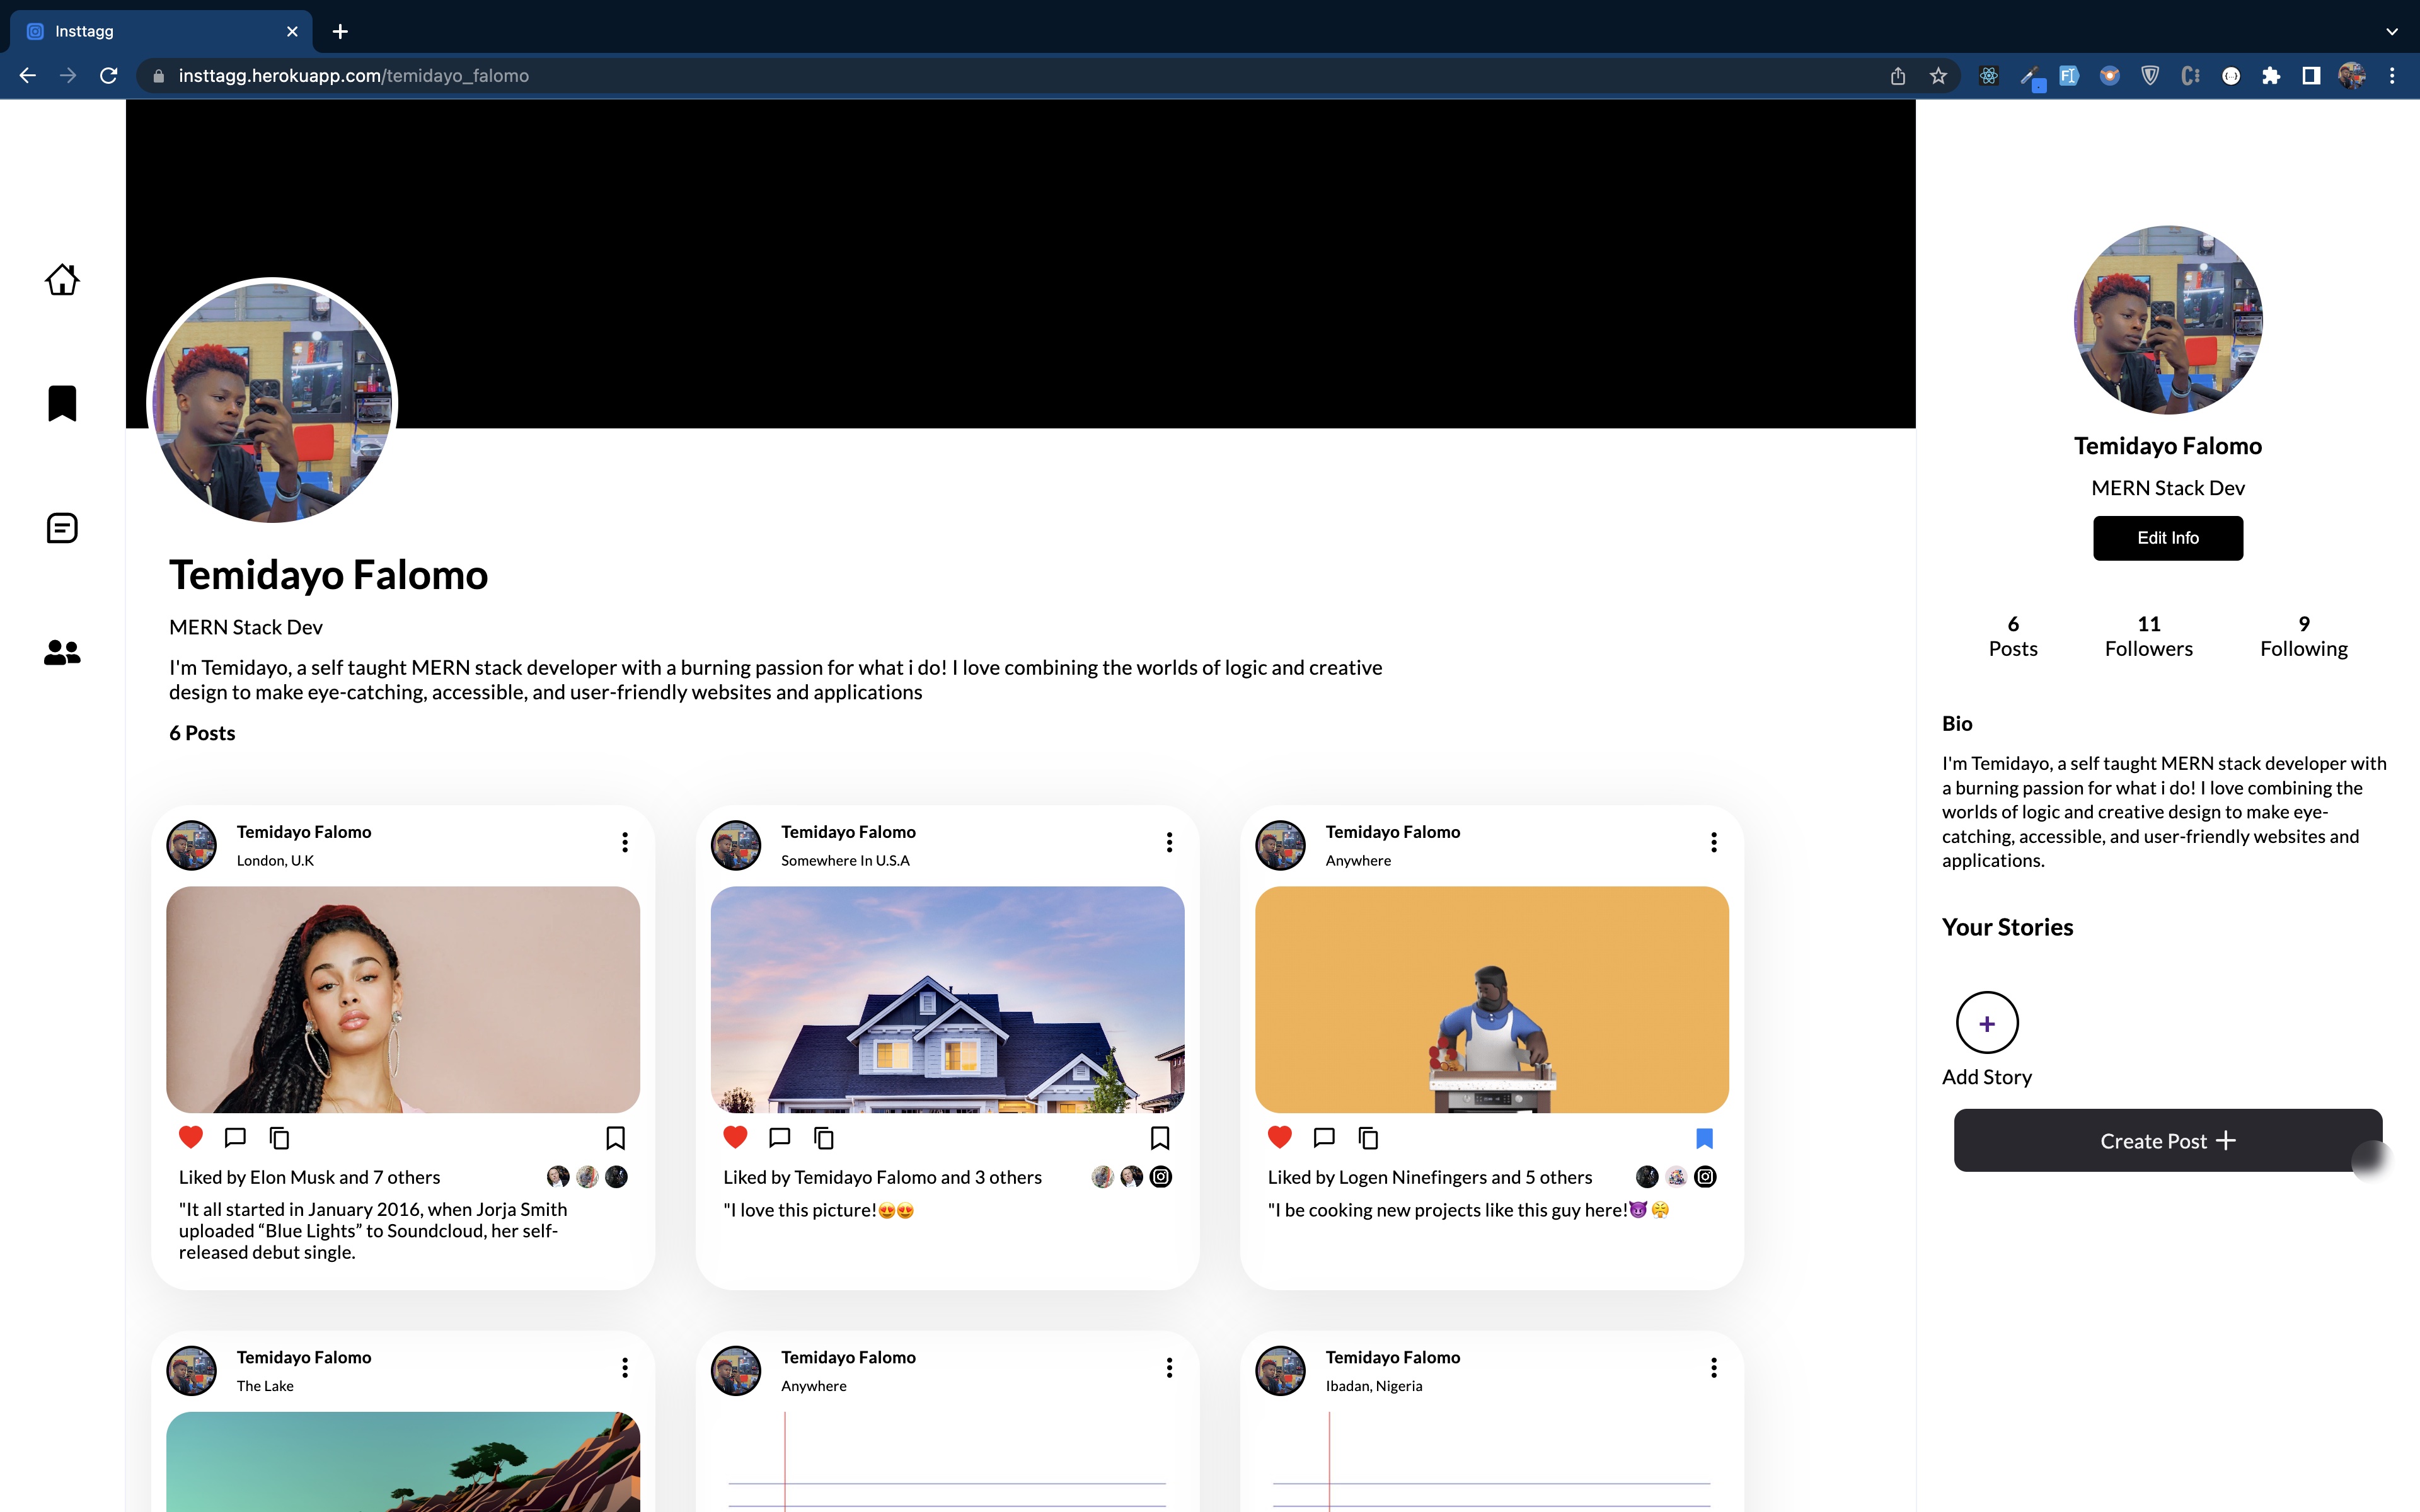 Insttagg
insttagg.herokuapp.com/temidayo_falomo
Temidayo Falomo
MERN Stack Dev
I'm Temidayo, a self taught MERN stack developer with a burning passion for what i do! I love combining the worlds of logic and creative
design to make eye-catching, accessible, and user-friendly websites and applications
6 Posts
Temidayo Falomo
London, U.K
Liked by Elon Musk and 7 others
"It all started in January 2016, when Jorja Smith
uploaded “Blue Lights” to Soundcloud, her self-
released debut single.
Temidayo Falomo
Somewhere In U.S.A
Liked by Temidayo Falomo and 3 others
"I love this picture!😍😍
Temidayo Falomo
Anywhere
Liked by Logen Ninefingers and 5 others
"I be cooking new projects like this guy here!😈😤
Temidayo Falomo
The Lake
Temidayo Falomo
Anywhere
Temidayo Falomo
Ibadan, Nigeria
Temidayo Falomo
MERN Stack Dev
Edit Info
6 11 9
Posts Followers Following
Bio
I'm Temidayo, a self taught MERN stack developer with
a burning passion for what i do! I love combining the
worlds of logic and creative design to make eye-
catching, accessible, and user-friendly websites and
applications.
Your Stories
+
Add Story
Create Post +